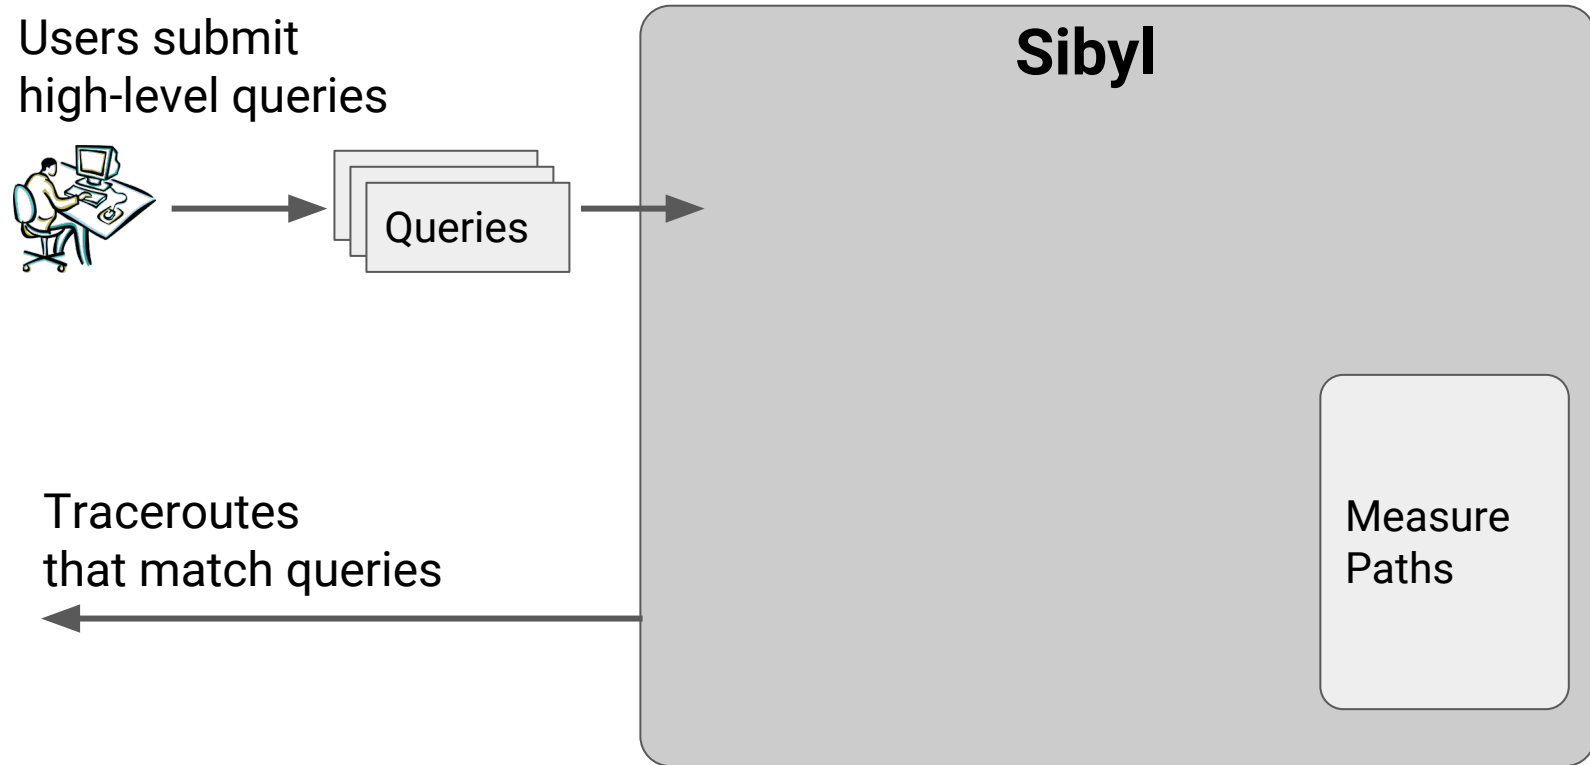 Users submit
high-level queries
Sibyl
Queries
Traceroutes
that match queries
Measure
Paths